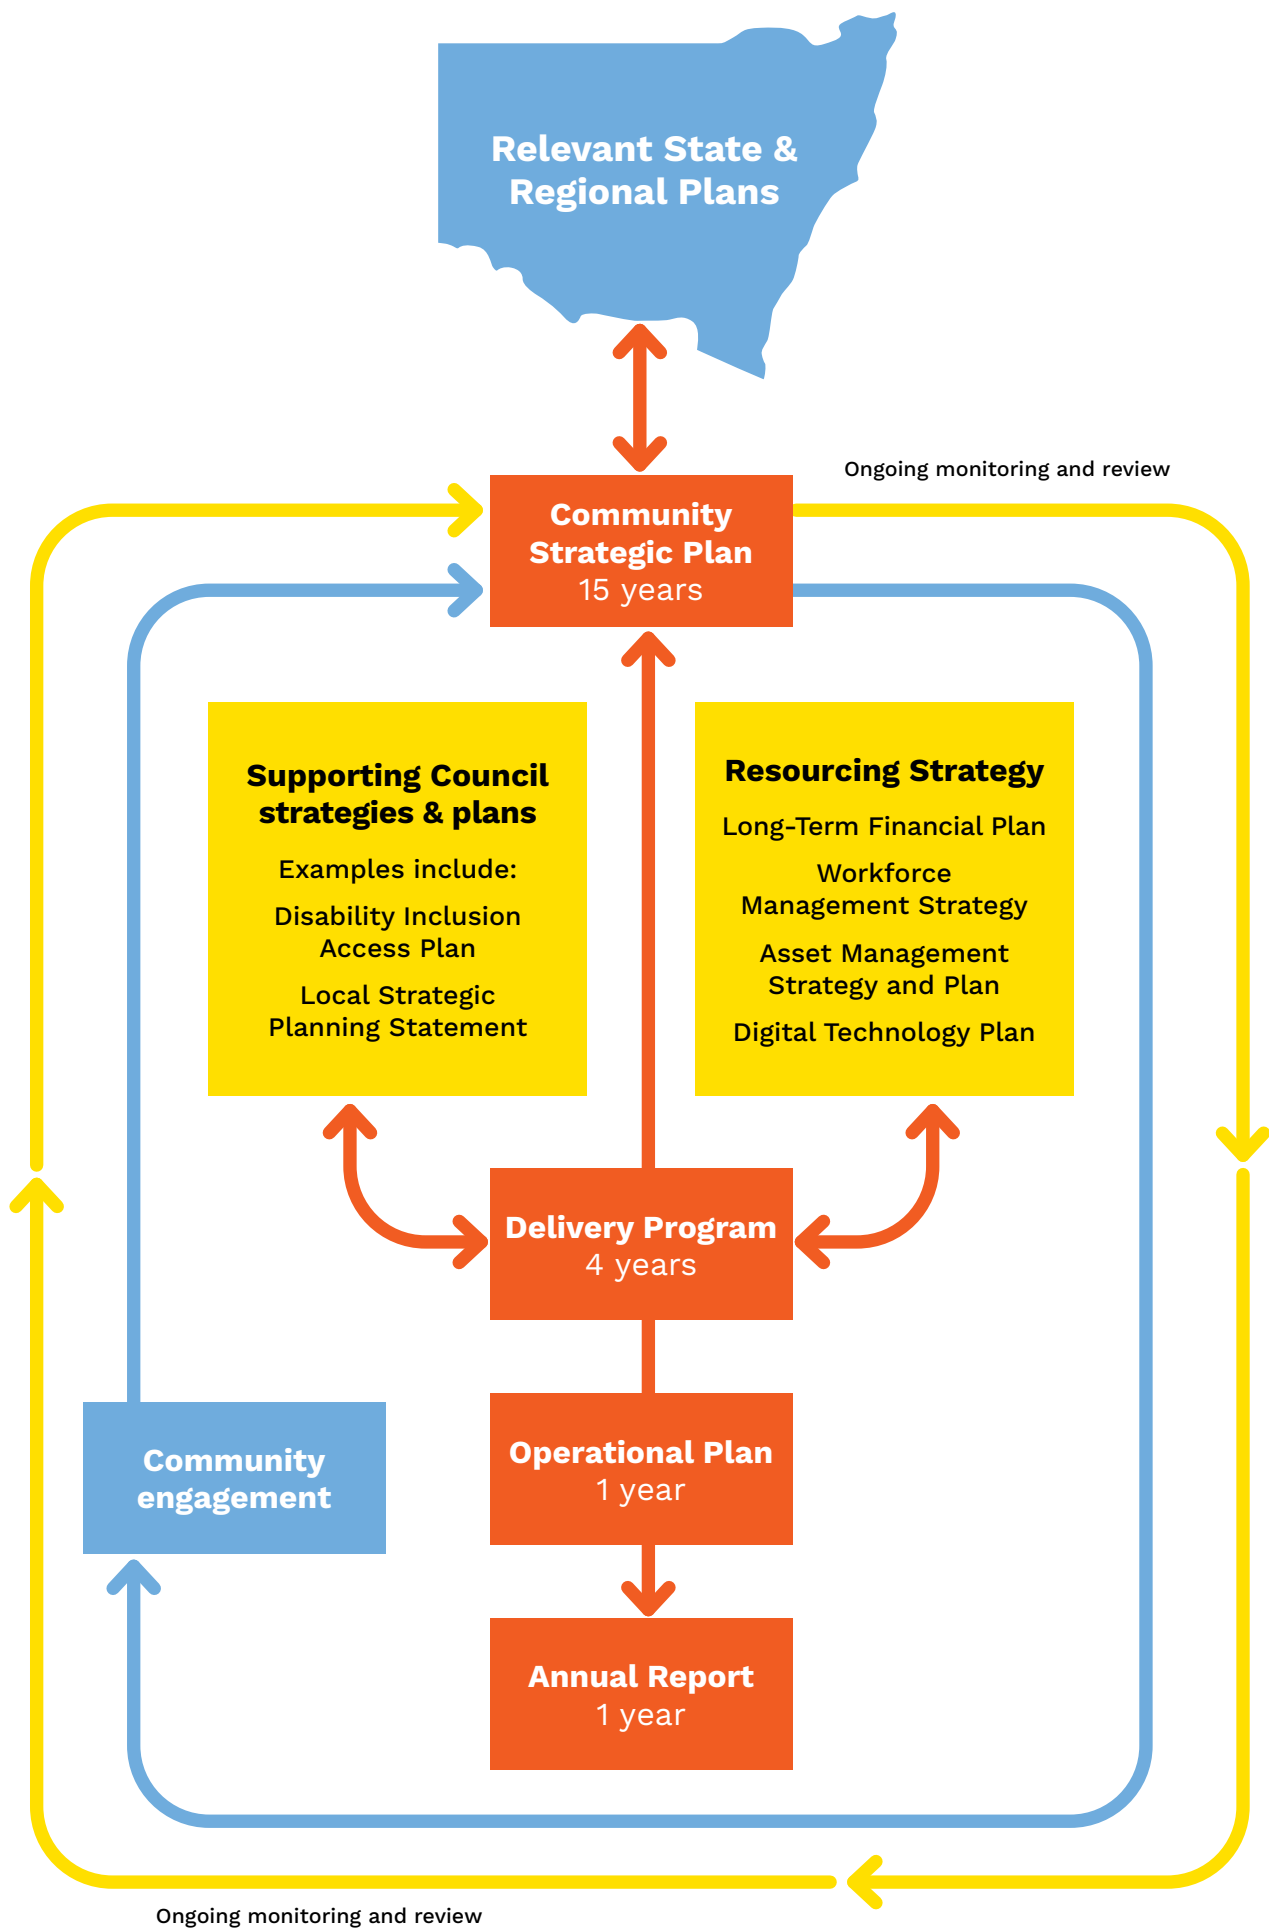 Relevant State &
Regional Plans
Ongoing monitoring and review
Community
Strategic Plan
15 years
Supporting Council
strategies & plans
Examples include:
Disability Inclusion
Access Plan
Local Strategic
Planning Statement
Resourcing Strategy
Long-Term Financial Plan
Workforce
Management Strategy
Asset Management
Strategy and Plan
Digital Technology Plan
Delivery Program
4 years
Community
engagement
Operational Plan
1 year
Annual Report
1 year
Ongoing monitoring and review